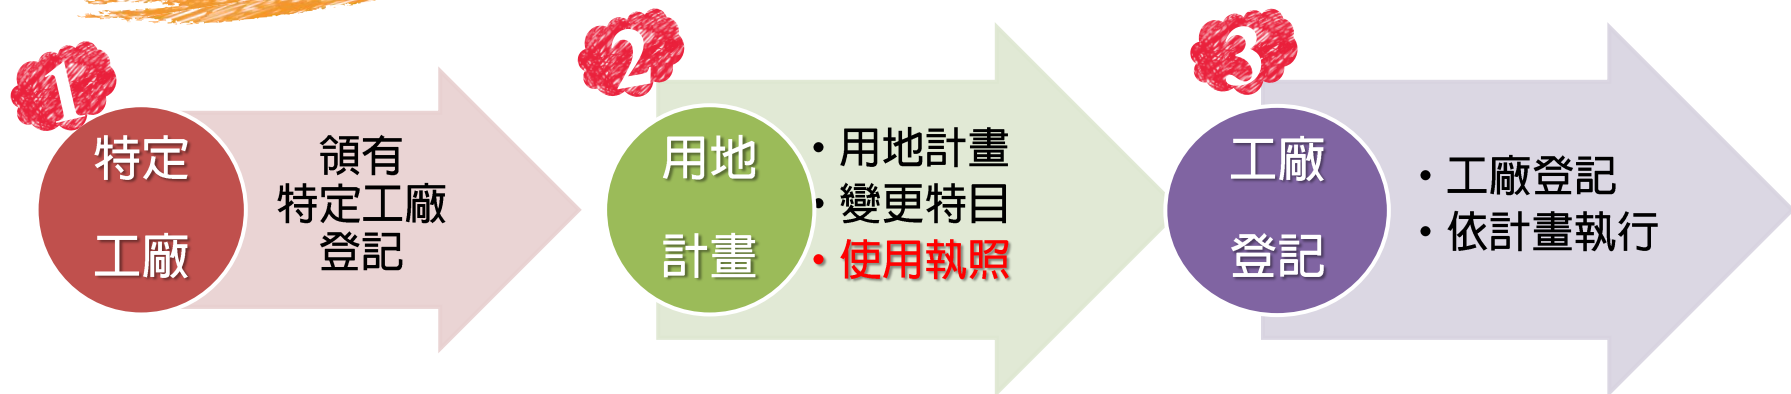 1
特定
工廠
領有
特定工廠
登記
2
用地
計畫
•用地計畫
•變更特目
•使用執照
3
工廠
登記
•工廠登記
•依計畫執行